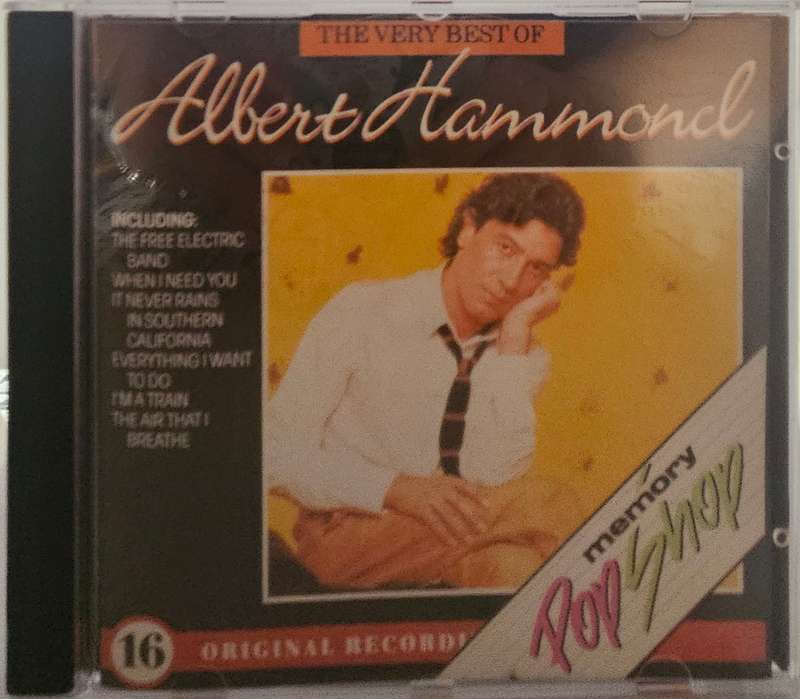 THE VERY BEST OF
Albert Hammond
INCLUDING:
THE FREE ELECTRIC
BAND
WHEN I NEED YOU
IT NEVER RAINS
IN SOUTHERN
CALIFORNIA
EVERYTHING I WANT
TO DO
I'M A TRAIN
THE AIR THAT I
BREATHE
memory
Pop Shop
16 ORIGINAL RECORDI